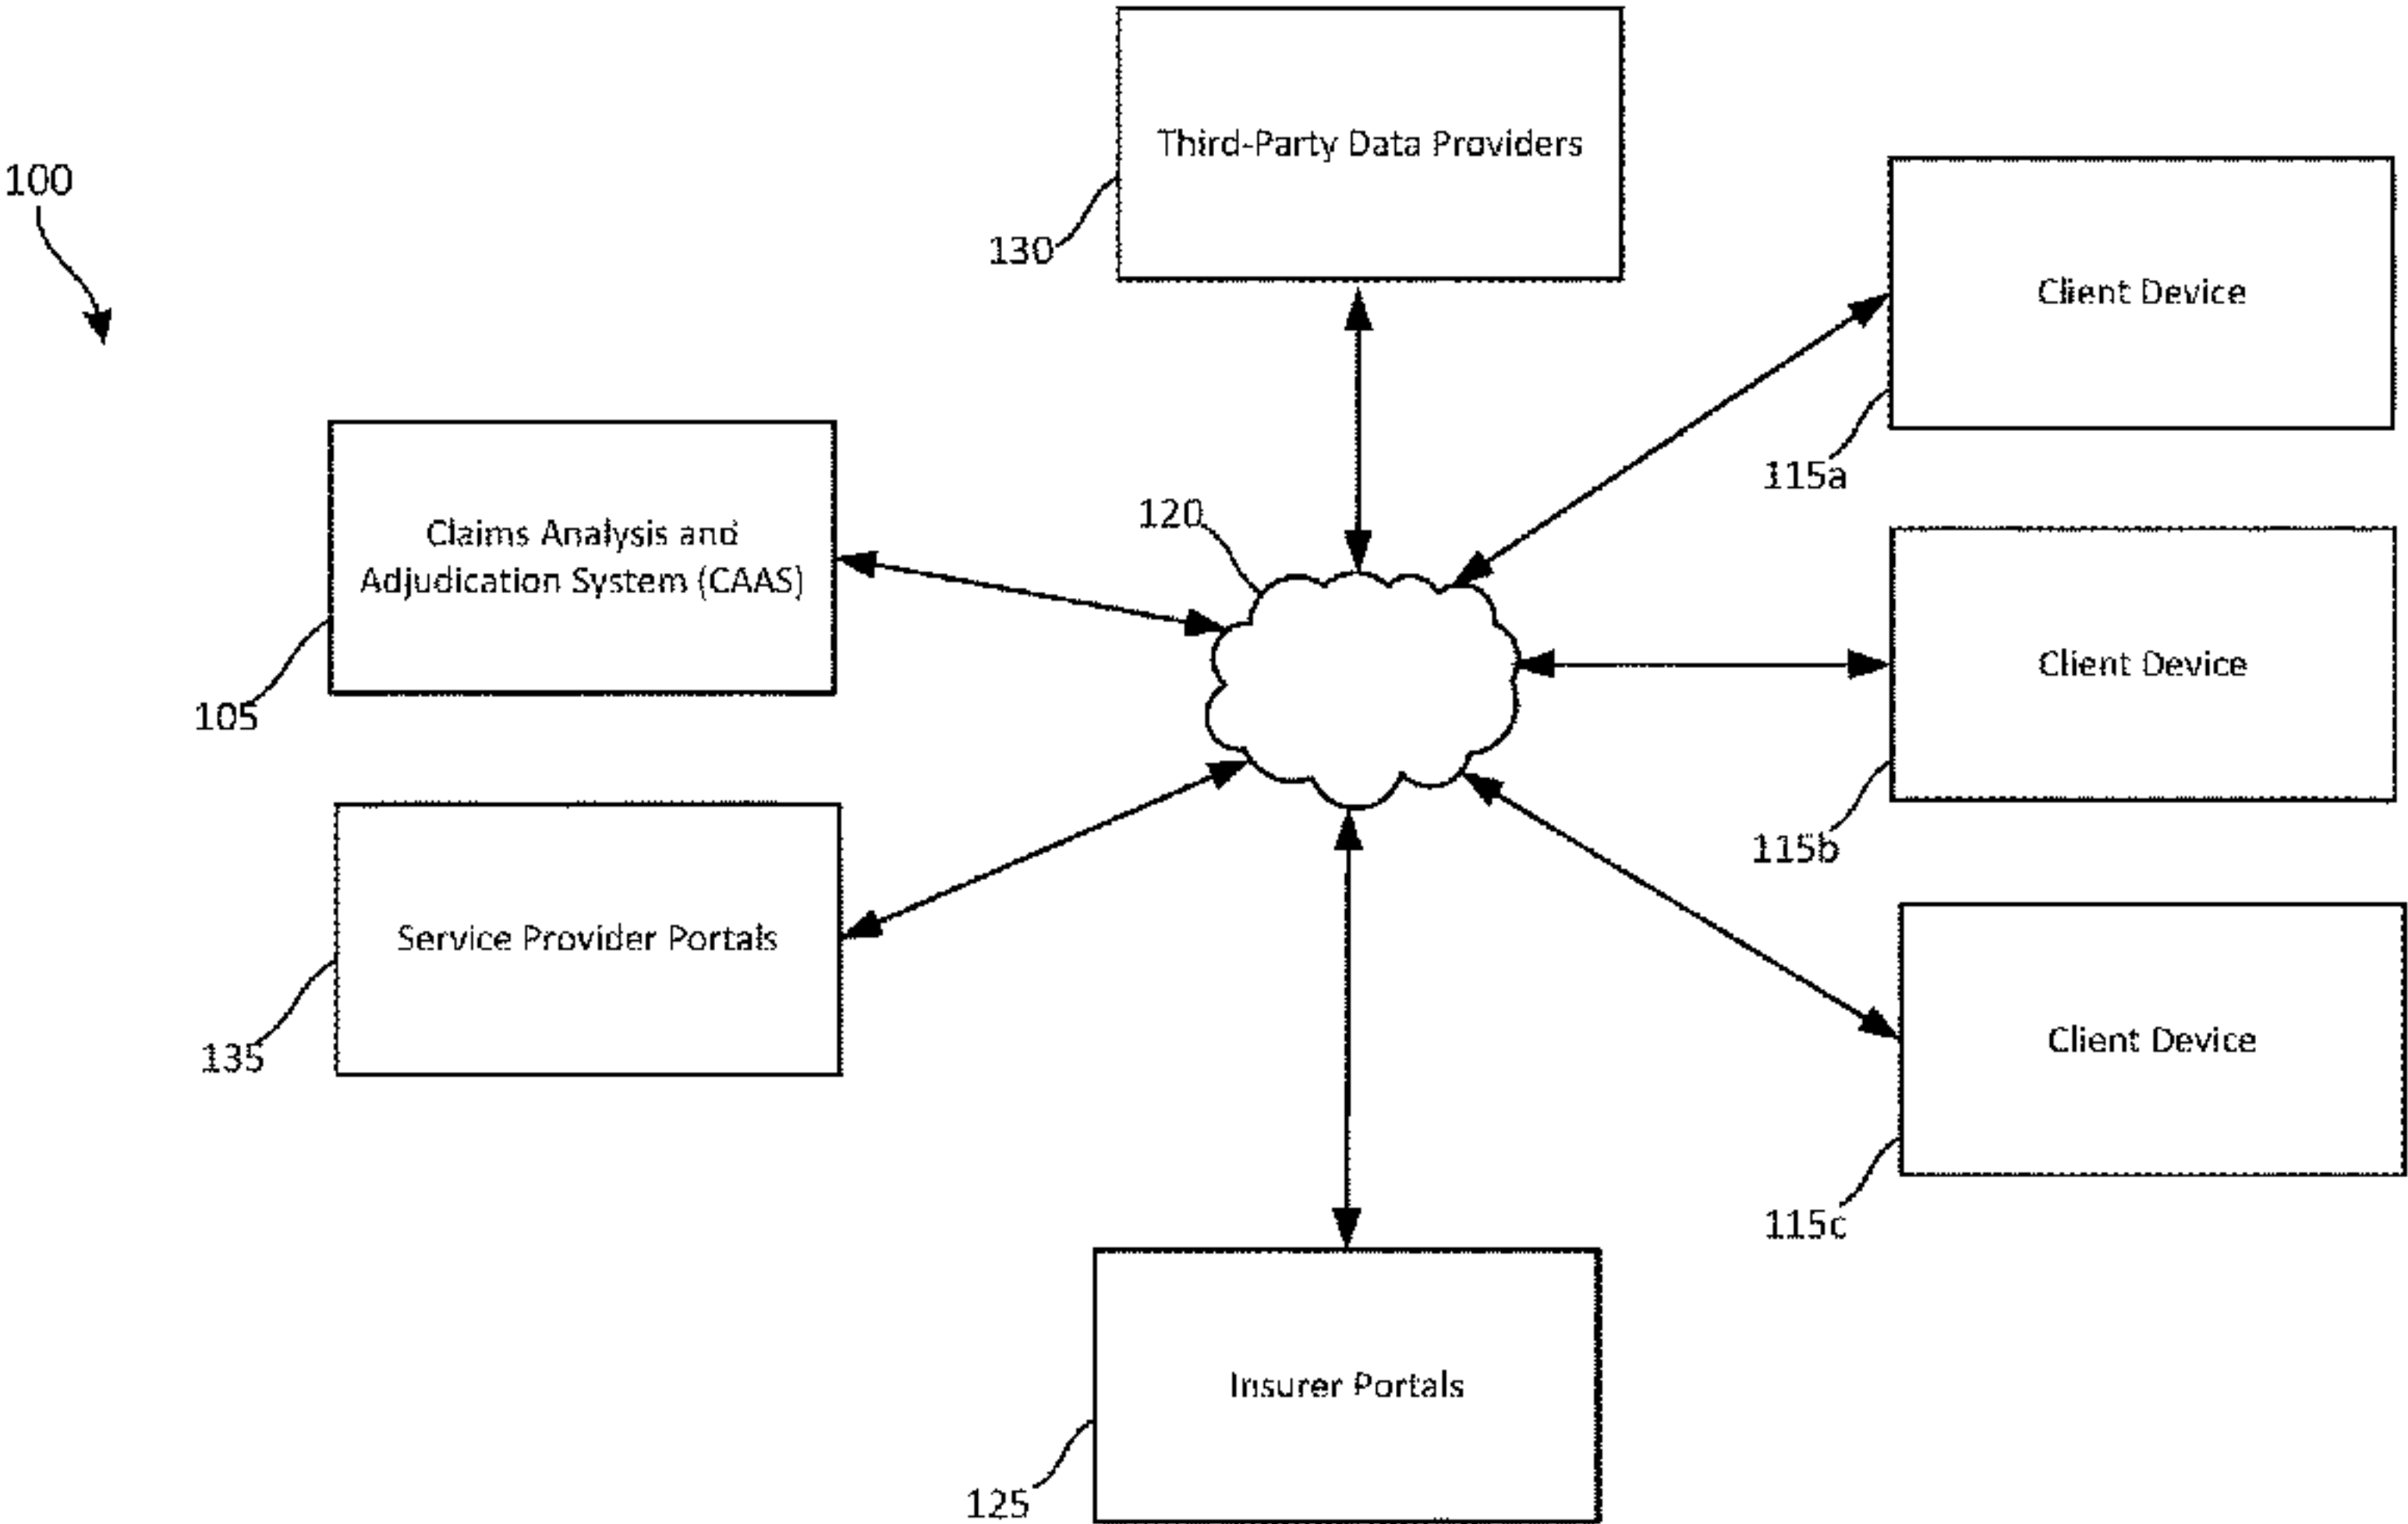 Third-Party Data Providers
100
130
Client Device
115a
120
Claims Analysis and
Adjudication System (CAAS)
105
Client Device
115b
Service Provider Portals
135
Client Device
115c
Insurer Portals
125